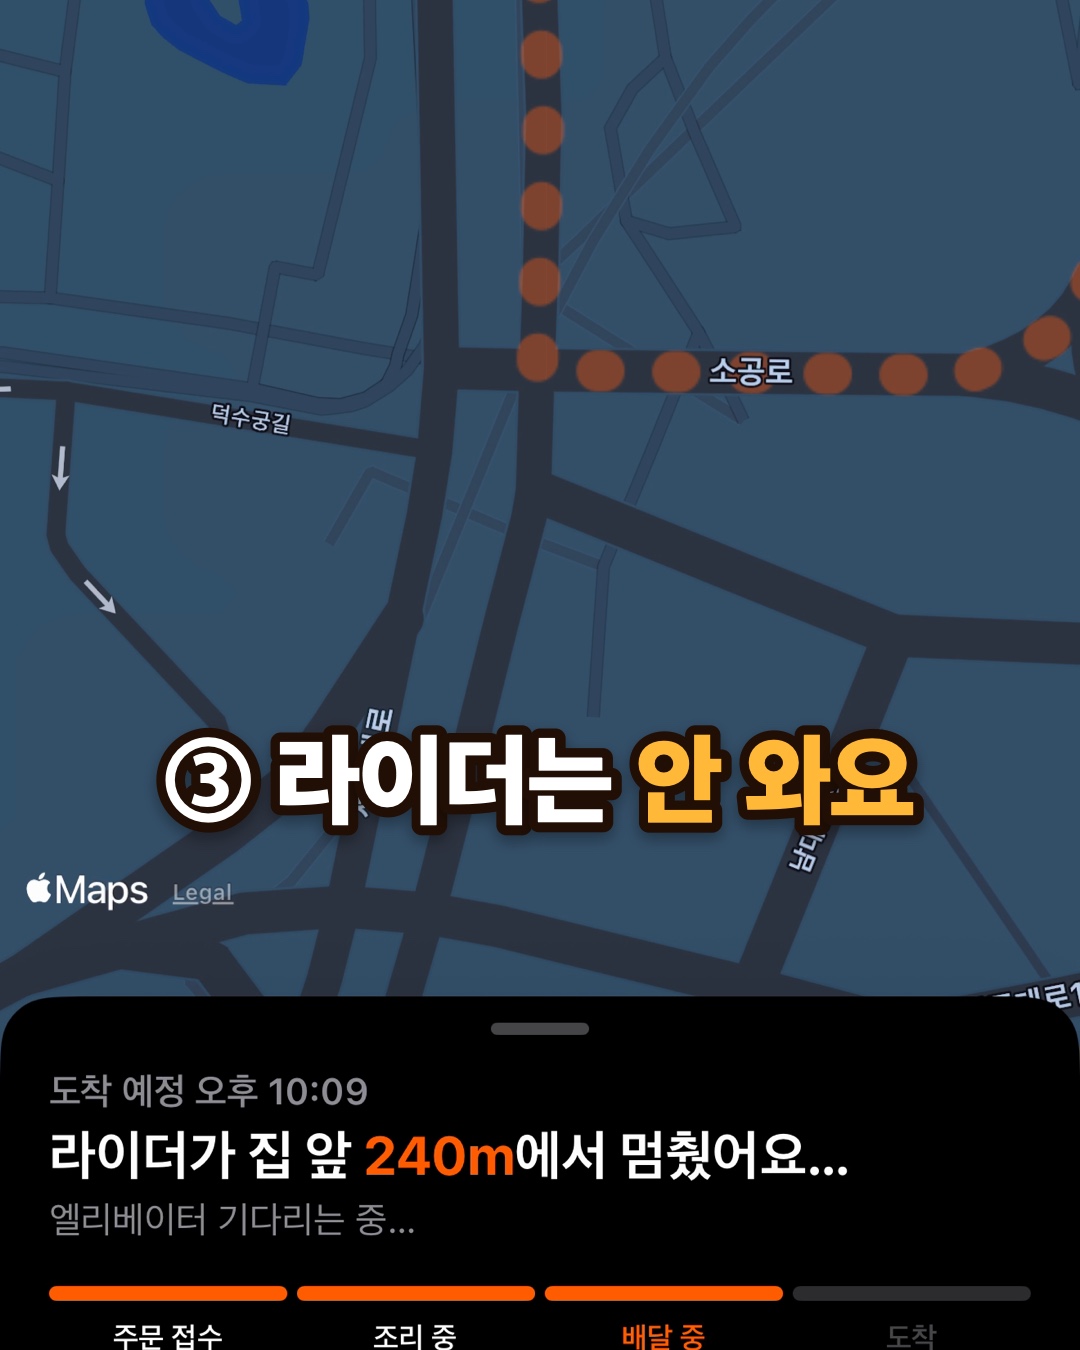 소공로
덕수궁길
③ 라이더는 안 와요
Maps
Legal
도착 예정 오후 10:09
라이더가 집 앞 240m에서 멈췄어요...
엘리베이터 기다리는 중...
주문 접수
조리 중
배달 중
도착